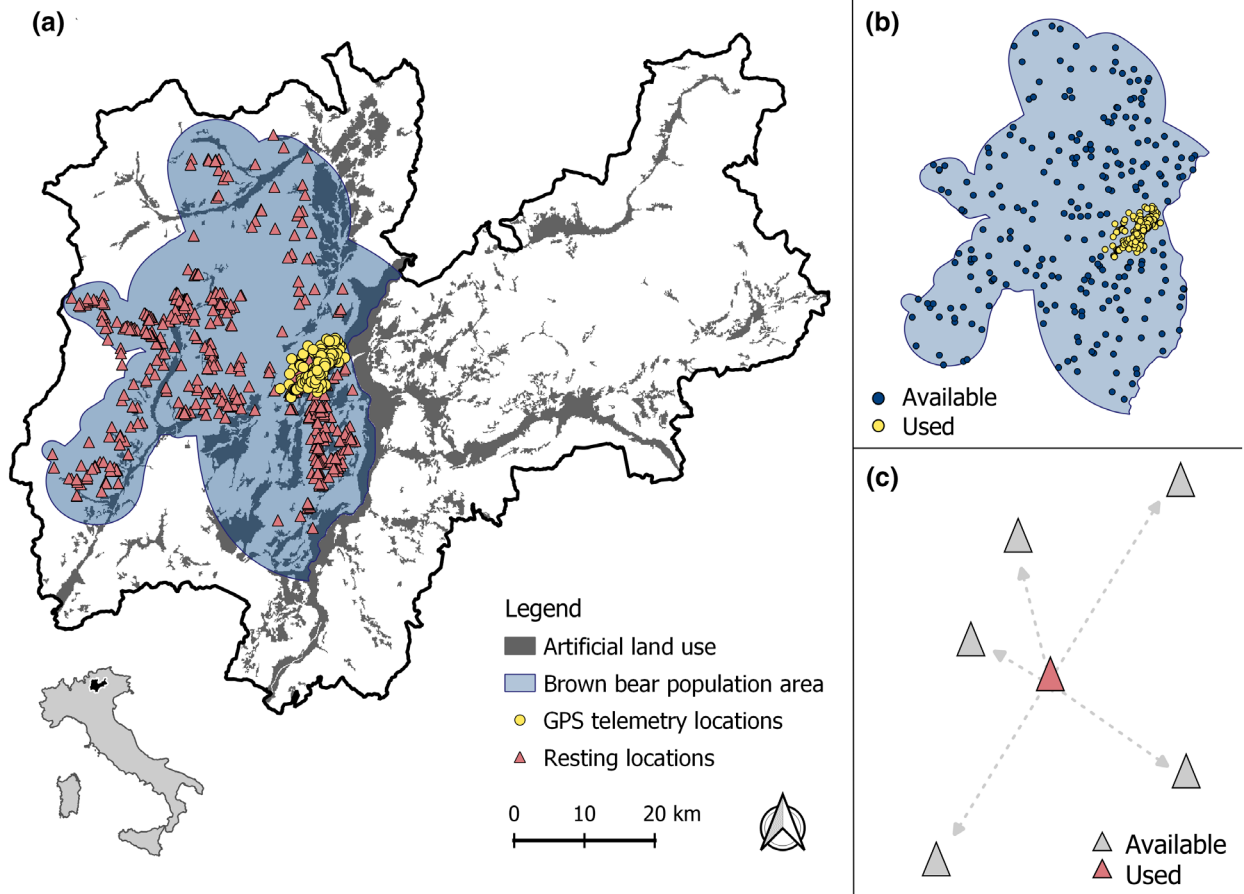 (a)
Legend
Artificial land use
Brown bear population area
GPS telemetry locations
Resting locations
0 10 20 km
(b)
Available
Used
(c)
Available
Used